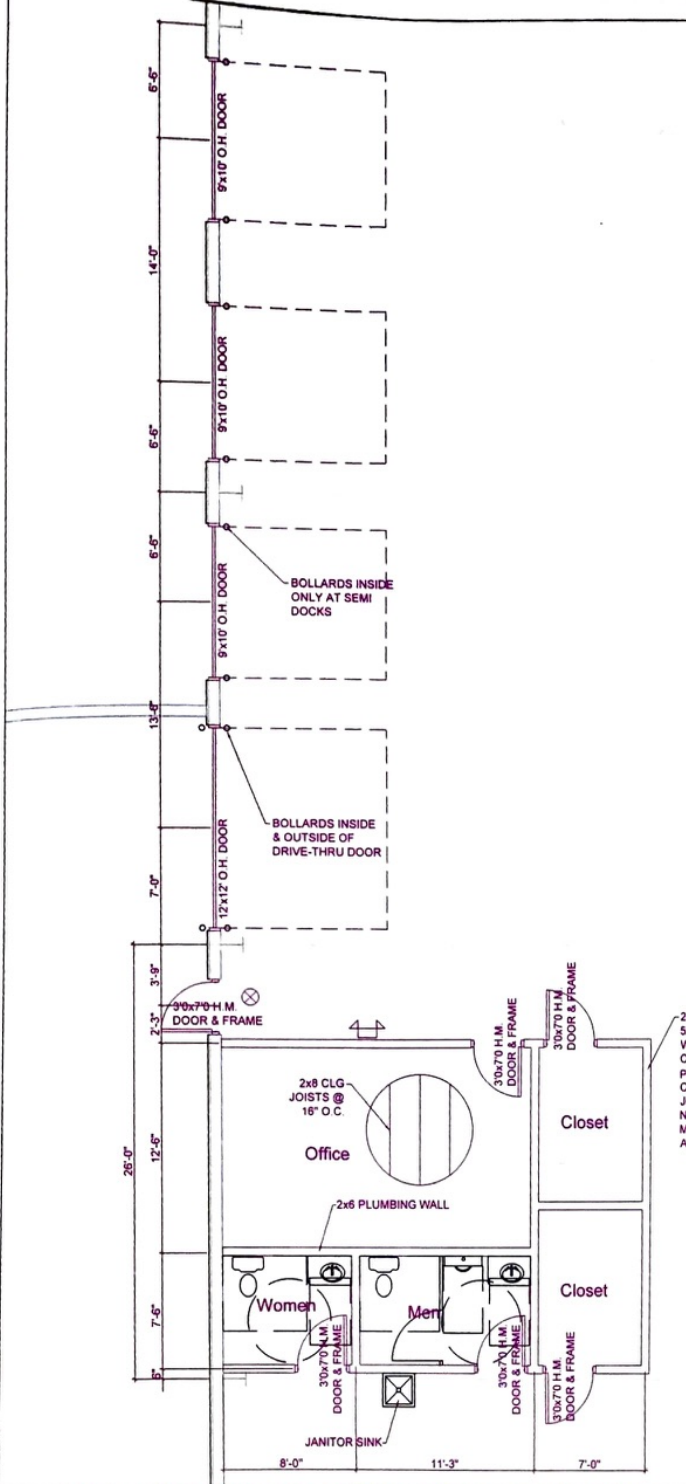 6'-6"
9'x10' O.H. DOOR
14'-0"
9'x10' O.H. DOOR
6'-6"
6'-6"
9'x10' O.H. DOOR
BOLLARDS INSIDE
ONLY AT SEMI
DOCKS
13'-6"
BOLLARDS INSIDE
& OUTSIDE OF
DRIVE-THRU DOOR
12'x12' O.H. DOOR
7'-0"
3'-9"
2'-3"
3'0x7'0 H.M.
DOOR & FRAME
3'0x7'0 H.M.
DOOR & FRAME
3'0x7'0 H.M.
DOOR & FRAME
2x8 CLG
JOISTS @
16" O.C.
Office
Closet
26'-0"
12'-6"
2x6 PLUMBING WALL
Women
Men
Closet
7'-6"
6"
3'0x7'0 H.M.
DOOR & FRAME
3'0x7'0 H.M.
DOOR & FRAME
3'0x7'0 H.M.
DOOR & FRAME
JANITOR SINK
8'-0"
11'-3"
7'-0"